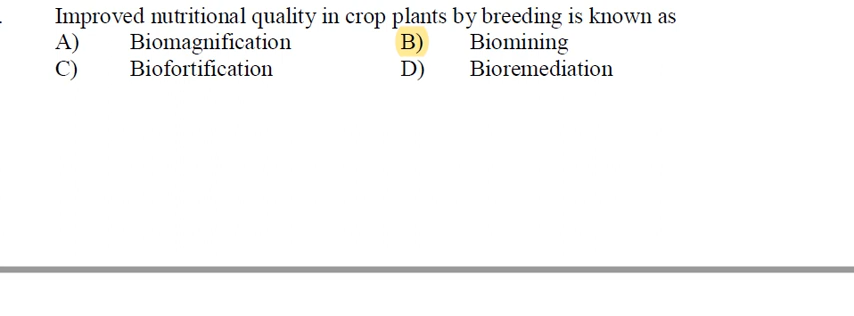 Improved nutritional quality in crop plants by breeding is known as
A) Biomagnification B) Biomining
C) Biofortification D) Bioremediation